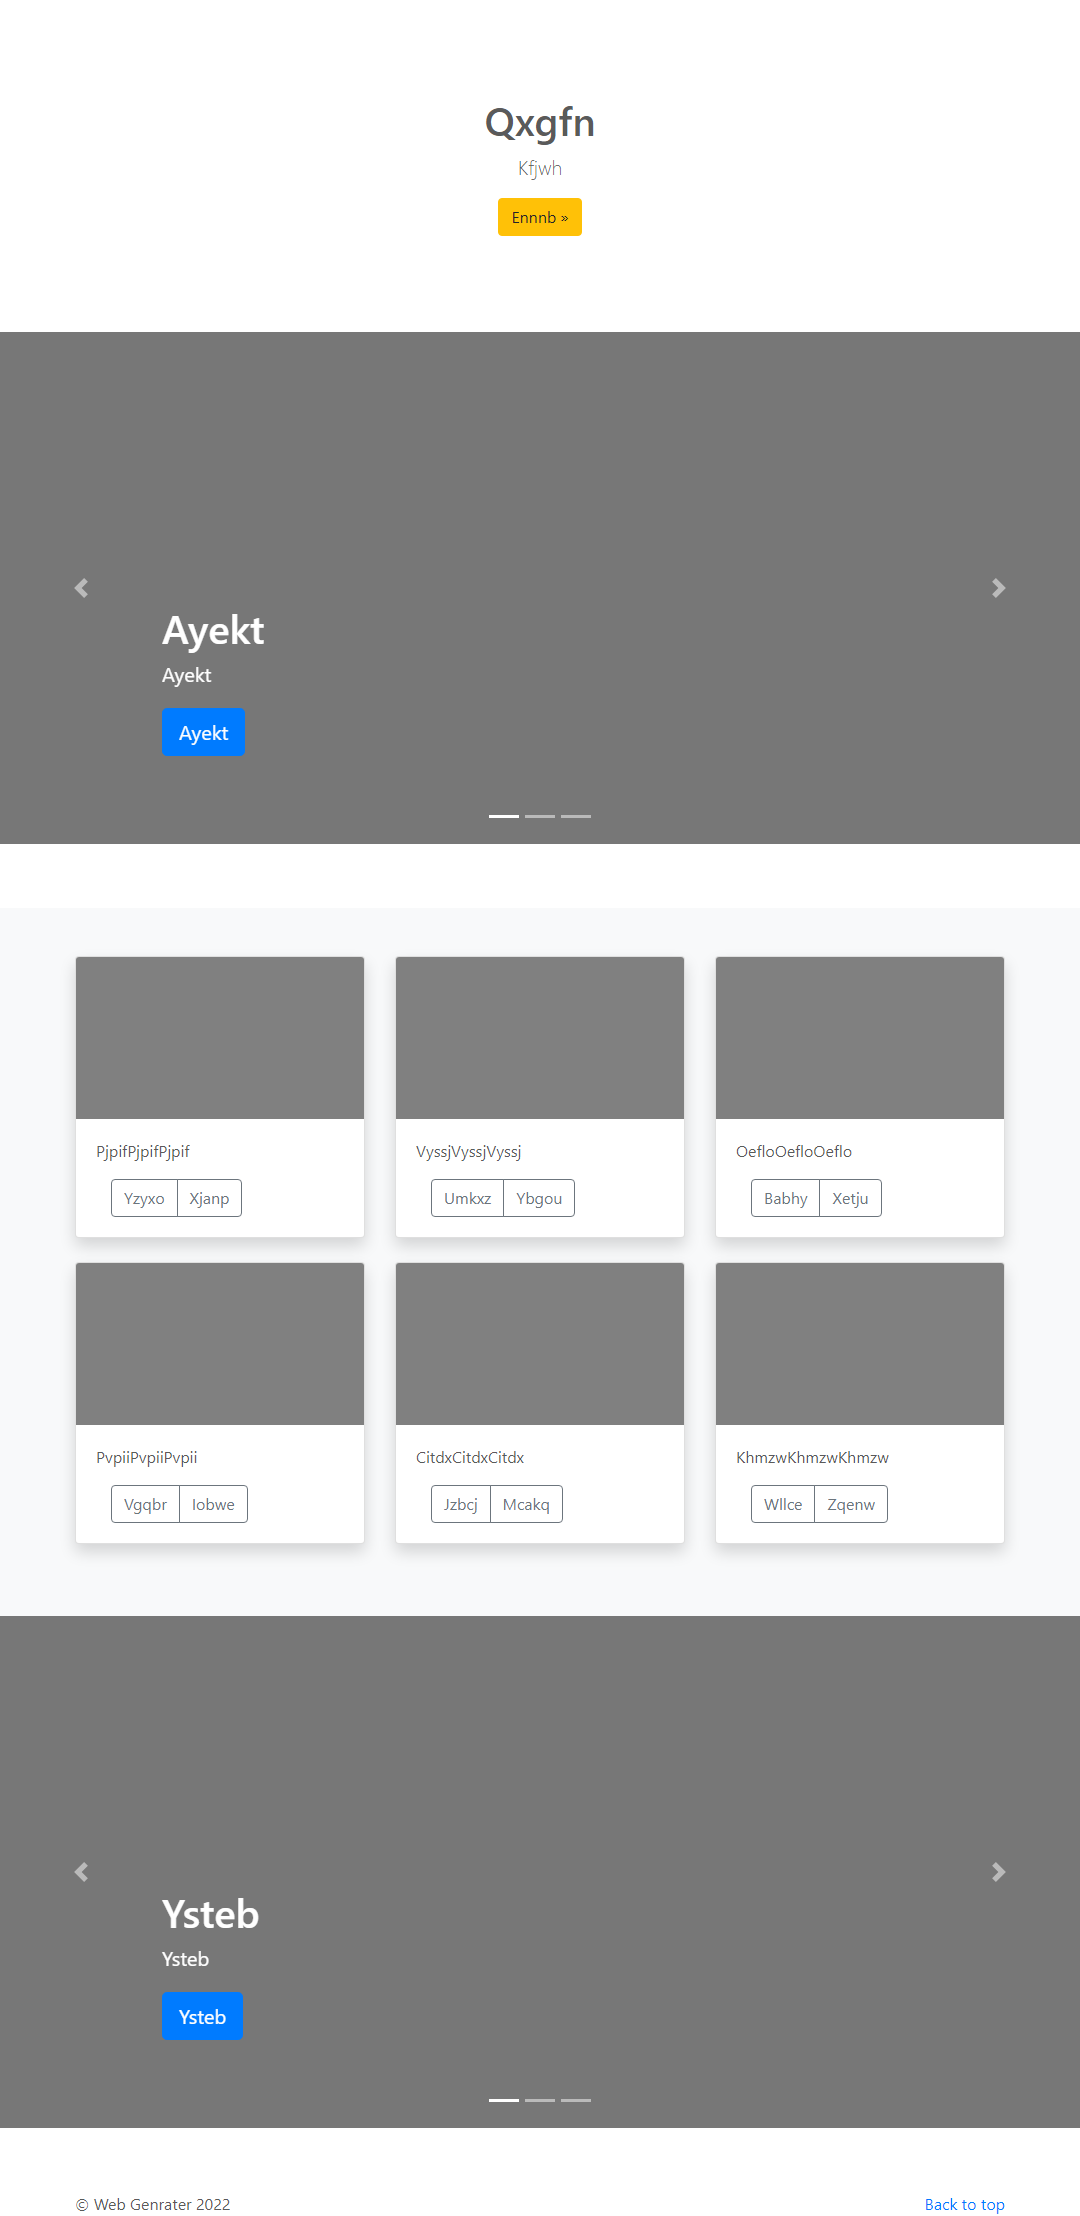 Qxgfn
Kfjwh
Ennnb »
Ayekt
Ayekt
Ayekt
PjpifPjpifPjpif
Yzyxo Xjanp
VyssjVyssjVyssj
Umkxz Ybgou
OefloOefloOeflo
Babhy Xetju
PvpiiPvpiiPvpii
Vgqbr Iobwe
CitdxCitdxCitdx
Jzbcj Mcakq
KhmzwKhmzwKhmzw
Wllce Zqenw
Ysteb
Ysteb
Ysteb
© Web Genrater 2022
Back to top